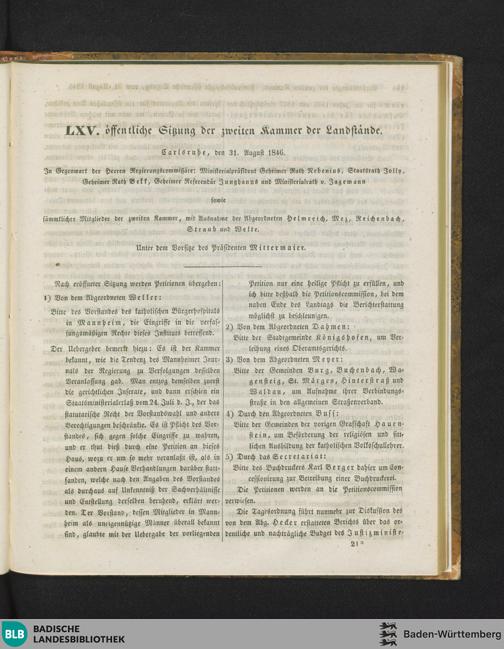 LXV. öffentliche Sitzung der zweiten Kammer der Landstände.
Carlsruhe, den 31. August 1846.
In Gegenwart der Herren Regierungscommissäre: Ministerialpräsident Geheimer Rath Nebenius, Staatsrath Jolly,
Geheimer Rath Bekk, Geheimer Referendär Junghanns und Ministerialrath v. Jagemann
sowie
sämmtlicher Mitglieder der zweiten Kammer, mit Ausnahme der Abgeordneten Helmreich, Mez, Reichenbach,
Straub und Welte.
Unter dem Vorsitze des Präsidenten Mittermaier.
Nach eröffneter Sitzung werden Petitionen übergeben:
1) Von dem Abgeordneten Weller:
Bitte des Vorstandes des katholischen Bürgerhospitals
in Mannheim, die Eingriffe in die verfas-
sungsmäßigen Rechte dieses Instituts betreffend.
Der Uebergeber bemerkt hiezu: Es ist der Kammer
bekannt, wie die Tendenz des Mannheimer Jour-
nals der Regierung zu Verfolgungen desselben
Veranlassung gab. Man entzog demselben zuerst
die gerichtlichen Inserate, und dann erschien ein
Staatsministerialerlaß vom 24. Juli d. J., der das
statutarische Recht der Vorstandswahl und andere
Berechtigungen beschränkte. Es ist Pflicht des Vor-
standes, sich gegen solche Eingriffe zu wahren,
und er thut dieß durch eine Petition an dieses
Haus, wozu er um so mehr veranlaßt ist, als in
einem andern Hause Verhandlungen darüber statt-
fanden, welche nach den Angaben des Vorstandes
als durchaus auf Unkenntniß der Sachverhältnisse
und Entstellung derselben beruhend, erklärt wer-
den. Der Vorstand, dessen Mitglieder in Mann-
heim als uneigennützige Männer überall bekannt
sind, glaubte mit der Uebergabe der vorliegenden
Petition nur eine heilige Pflicht zu erfüllen, und
ich bitte deßhalb die Petitionscommission, bei dem
nahen Ende des Landtags die Berichterstattung
möglichst zu beschleunigen.
2) Von dem Abgeordneten Dahmen:
Bitte der Stadtgemeinde Königshofen, um Ver-
leihung eines Oberamtsgerichts.
3) Von dem Abgeordneten Meyer:
Bitte der Gemeinden Burg, Buchenbach, Wa-
gensteig, St. Märgen, Hinterstraß und
Waldau, um Aufnahme ihrer Verbindungs-
straße in den allgemeinen Straßenverband.
4) Durch den Abgeordneten Buß:
Bitte der Gemeinden der vorigen Grafschaft Hauen-
stein, um Beförderung der religiösen und sitt-
lichen Ausbildung der katholischen Volksschullehrer.
5) Durch das Secretariat:
Bitte des Buchdruckers Karl Berger dahier um Con-
cessionirung zur Betreibung einer Buchdruckerei.
Die Petitionen werden an die Petitionscommission
verwiesen.
Die Tagesordnung führt nunmehr zur Diskussion des
von dem Abg. Hecker erstatteten Berichts über das or-
dentliche und nachträgliche Budget des Justizministe-
21*
BLB
BADISCHE
LANDESBIBLIOTHEK
Baden-Württemberg